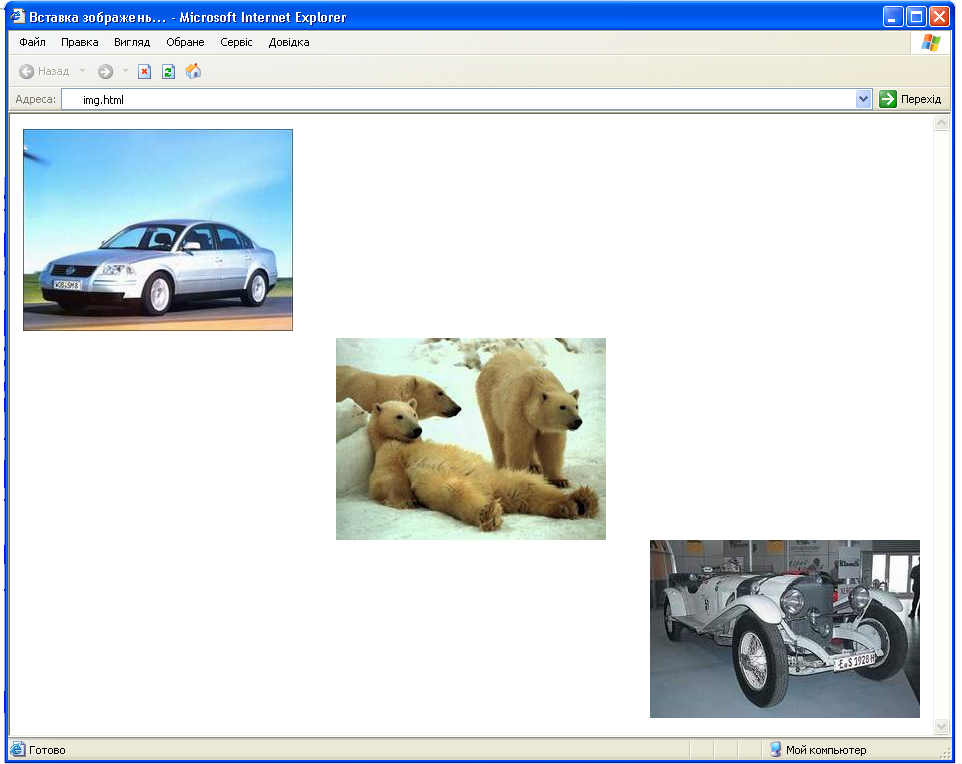 Вставка зображень... - Microsoft Internet Explorer
Файл Правка Вигляд Обране Сервіс Довідка
Назад
Адреса: img.html Перехід
E S 1928 H
Готово Мой компьютер